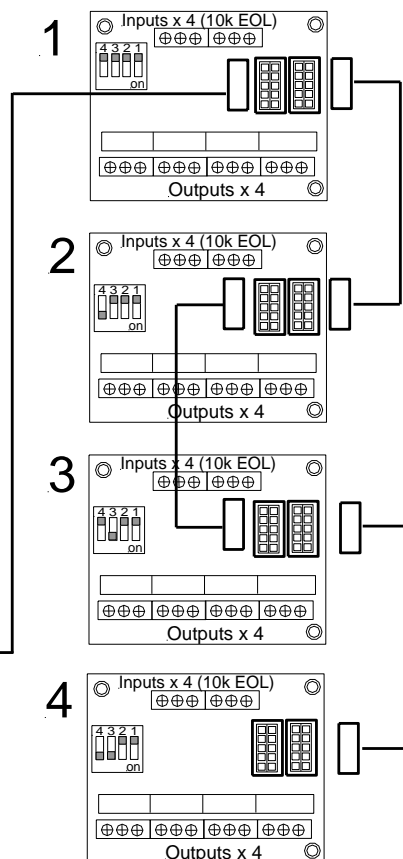 1
Inputs x 4 (10k EOL)
4 3 2 1
on
Outputs x 4
2
Inputs x 4 (10k EOL)
4 3 2 1
on
Outputs x 4
3
Inputs x 4 (10k EOL)
4 3 2 1
on
Outputs x 4
4
Inputs x 4 (10k EOL)
4 3 2 1
on
Outputs x 4